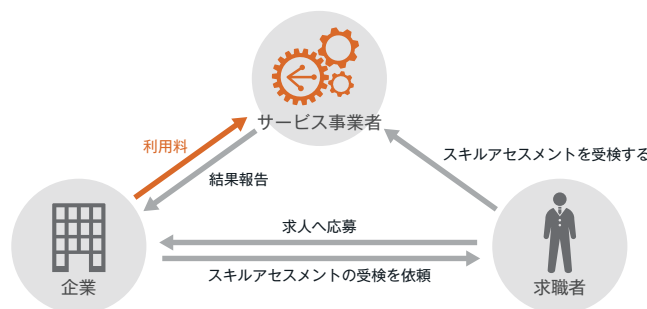 サービス事業者
利用料
スキルアセスメントを受検する
結果報告
求人へ応募
スキルアセスメントの受検を依頼
企業
求職者